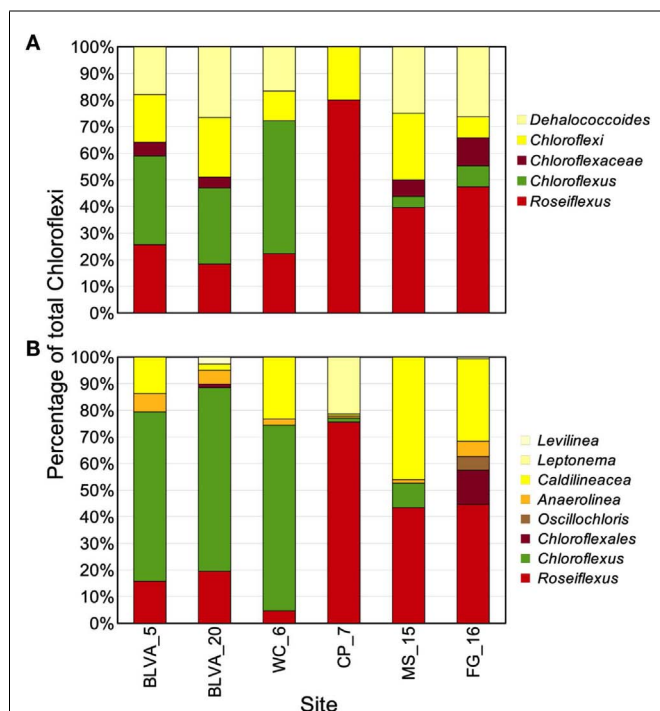 A
100%
90%
80%
70%
60%
50%
40%
30%
20%
10%
0%
Dehalococcoides
Chloroflexi
Chloroflexaceae
Chloroflexus
Roseiflexus
Percentage of total Chloroflexi
B
100%
90%
80%
70%
60%
50%
40%
30%
20%
10%
0%
Levilinea
Leptonema
Caldilineacea
Anaerolinea
Oscillochloris
Chloroflexales
Chloroflexus
Roseiflexus
BLVA_5
BLVA_20
WC_6
CP_7
MS_15
FG_16
Site